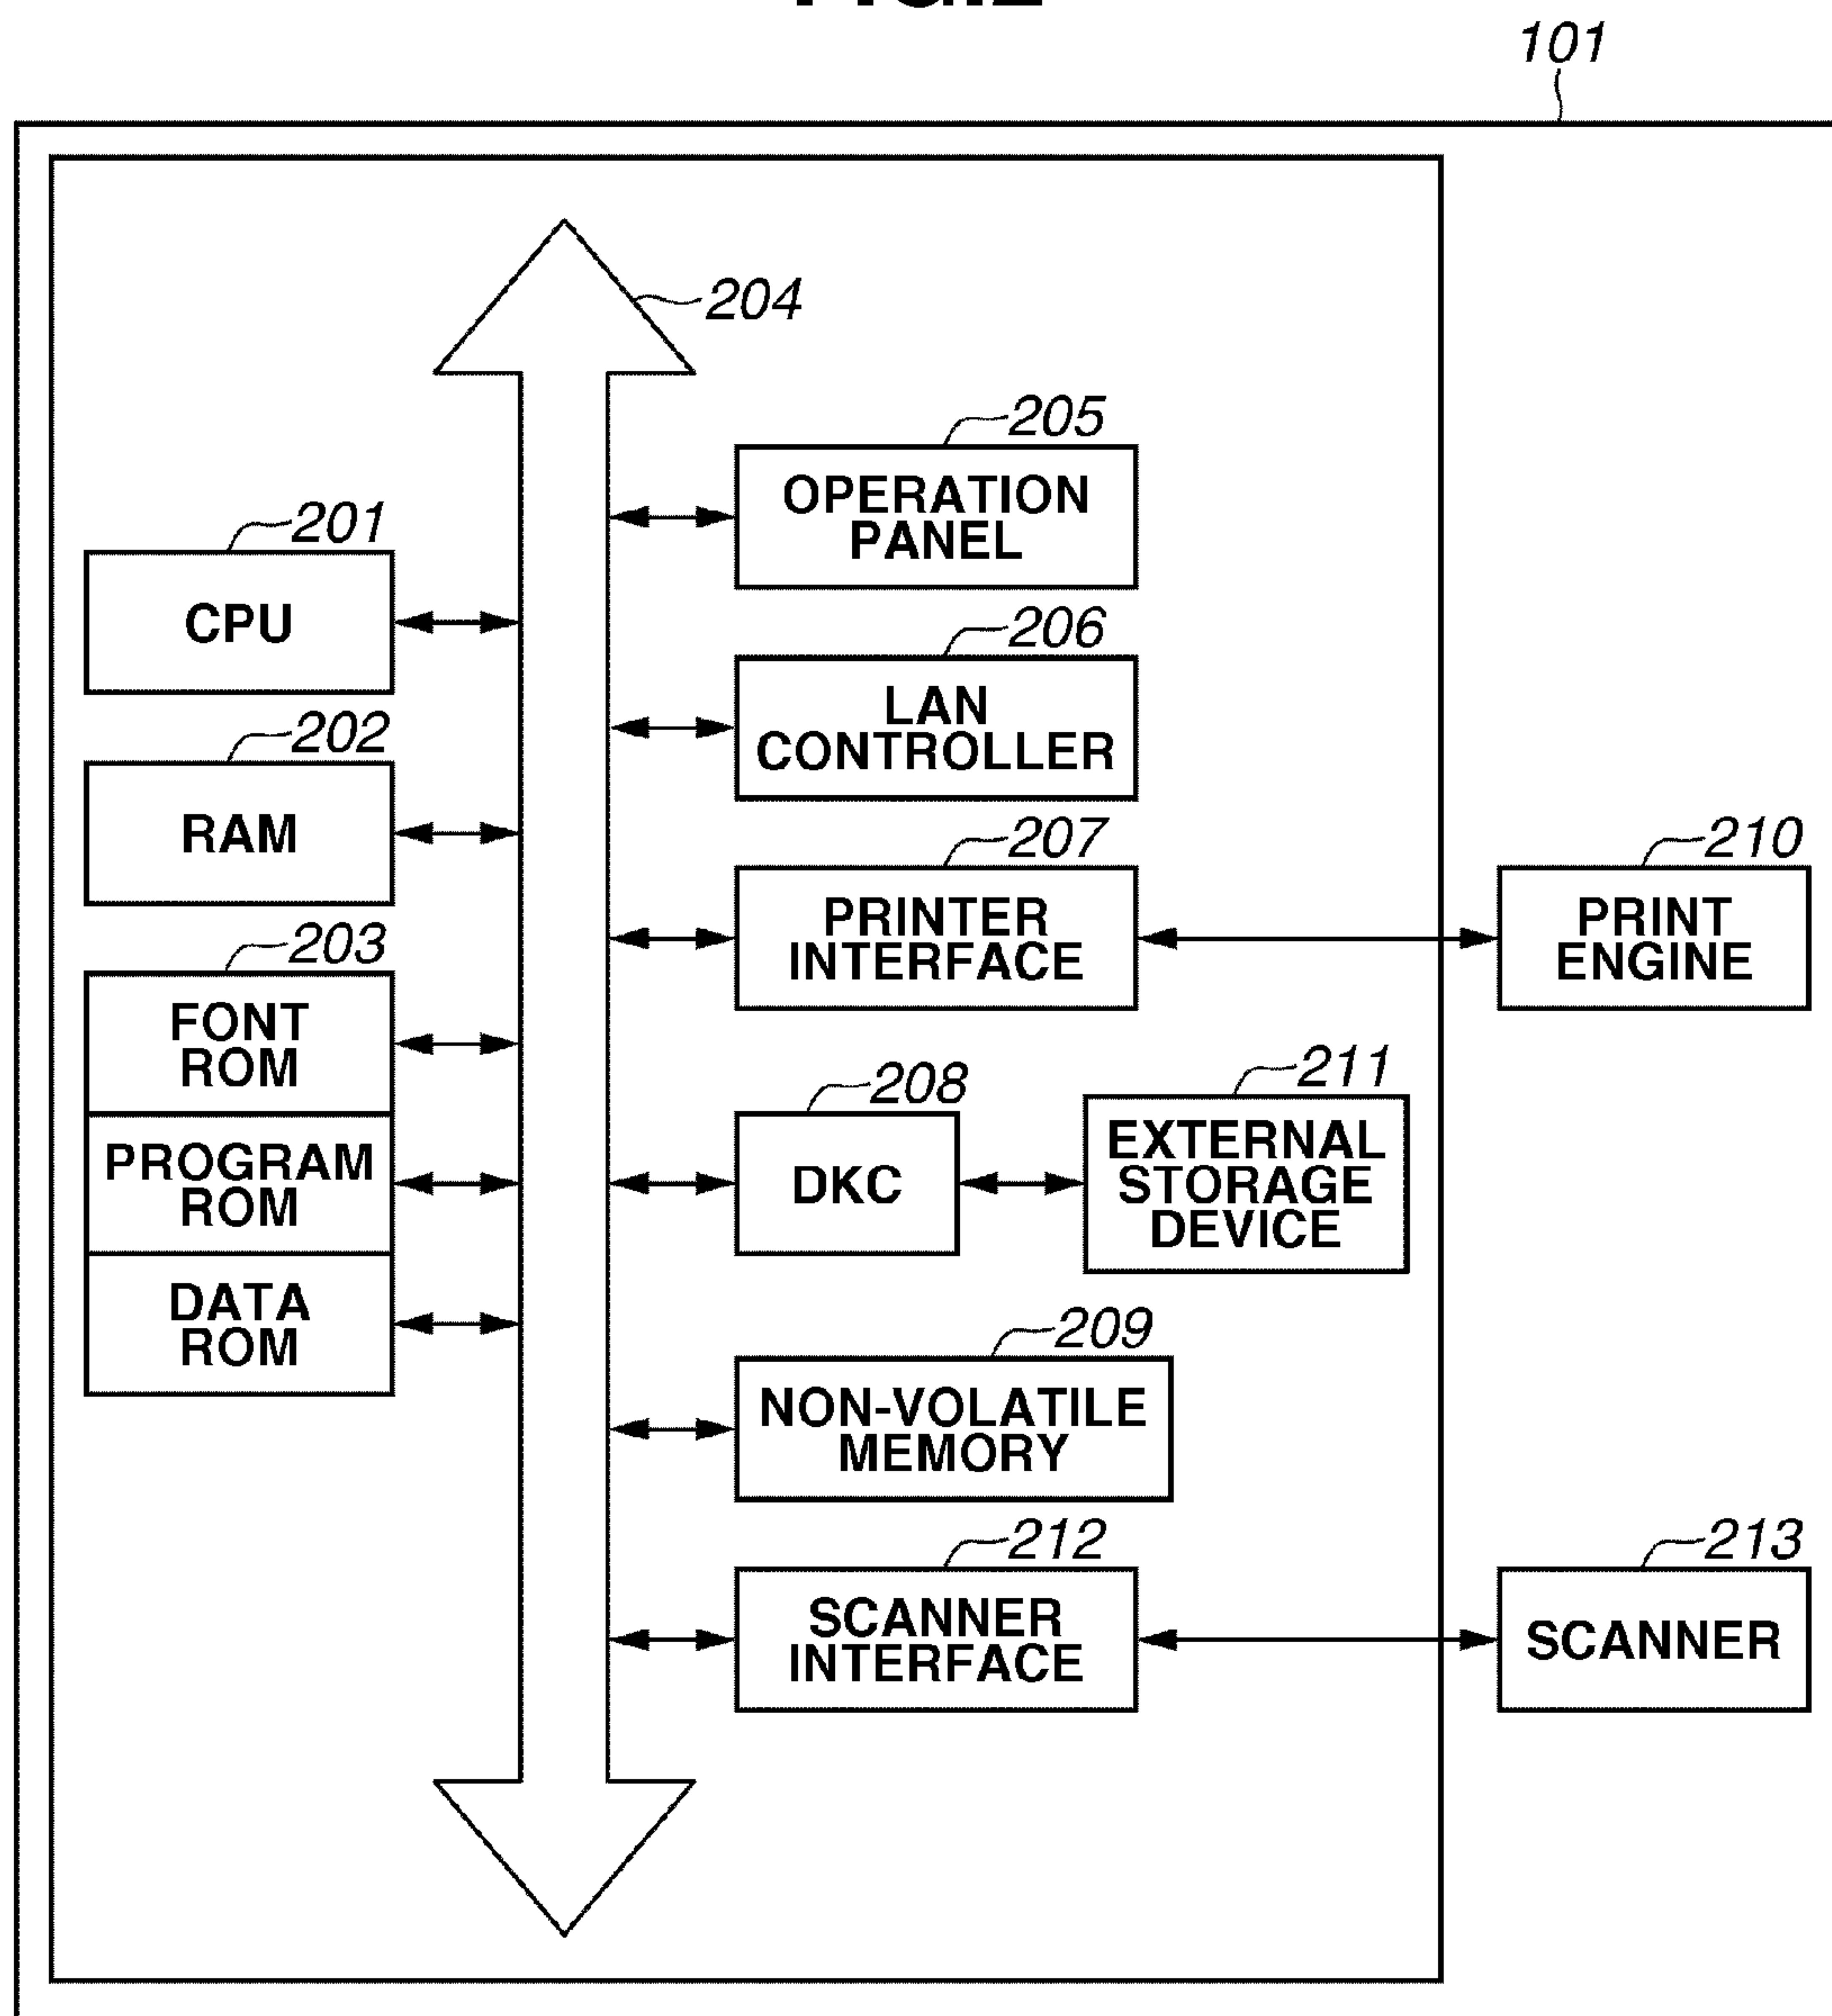 101
204
205
OPERATION
PANEL
201
CPU
206
LAN
CONTROLLER
202
RAM
207
PRINTER
INTERFACE
210
PRINT
ENGINE
203
FONT
ROM
PROGRAM
ROM
DATA
ROM
208
DKC
211
EXTERNAL
STORAGE
DEVICE
209
NON-VOLATILE
MEMORY
212
SCANNER
INTERFACE
213
SCANNER